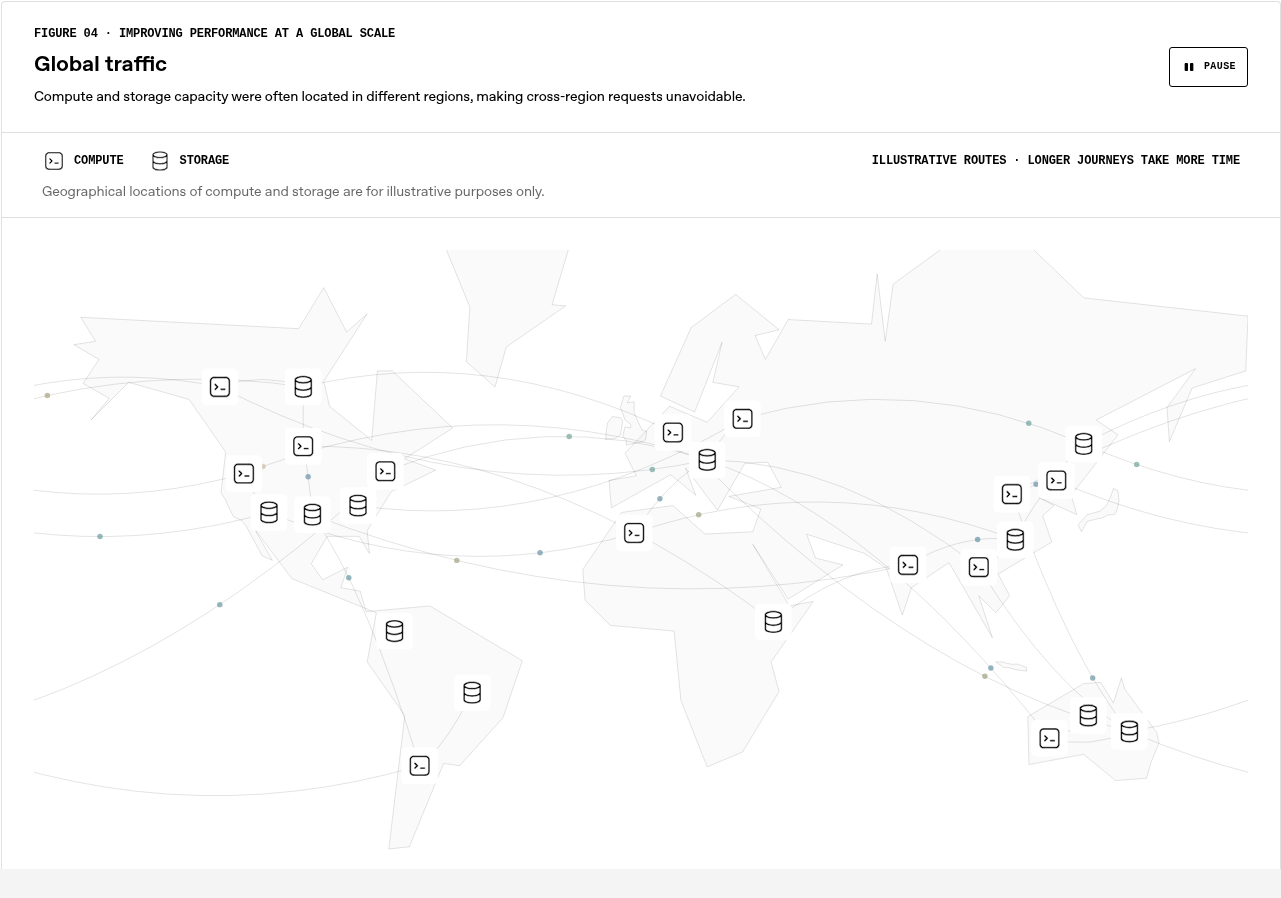 FIGURE 04 · IMPROVING PERFORMANCE AT A GLOBAL SCALE
Global traffic
Compute and storage capacity were often located in different regions, making cross-region requests unavoidable.
PAUSE
COMPUTE
STORAGE
ILLUSTRATIVE ROUTES · LONGER JOURNEYS TAKE MORE TIME
Geographical locations of compute and storage are for illustrative purposes only.